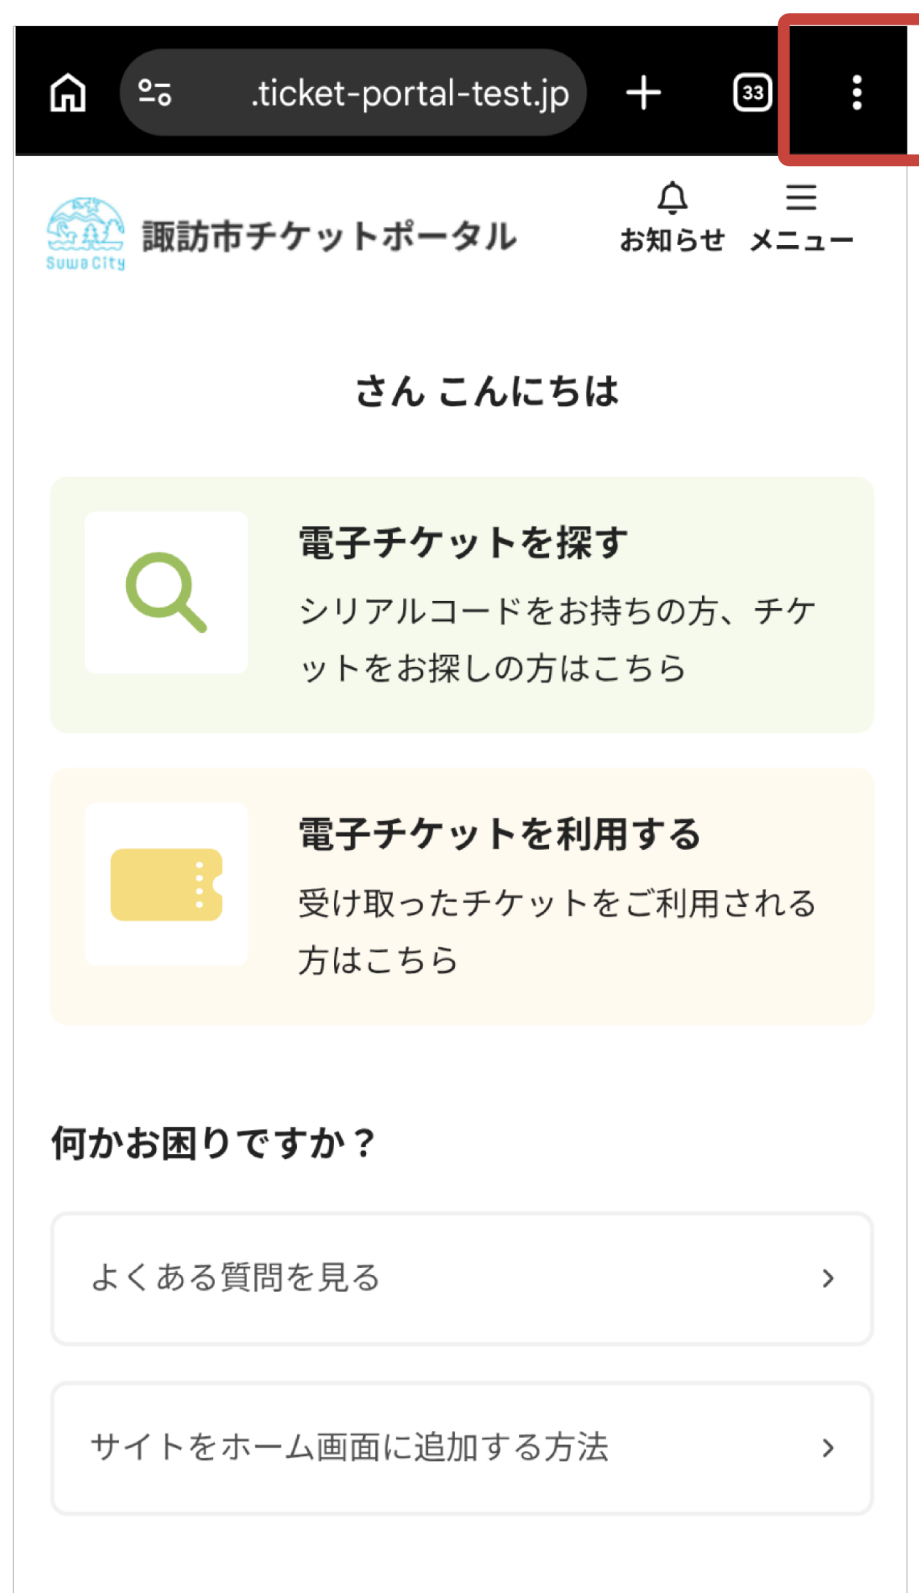 .ticket-portal-test.jp
33
Suwa City
諏訪市チケットポータル
お知らせ
メニュー
さん こんにちは
電子チケットを探す
シリアルコードをお持ちの方、チケ
ットをお探しの方はこちら
電子チケットを利用する
受け取ったチケットをご利用される
方はこちら
何かお困りですか？
よくある質問を見る
サイトをホーム画面に追加する方法